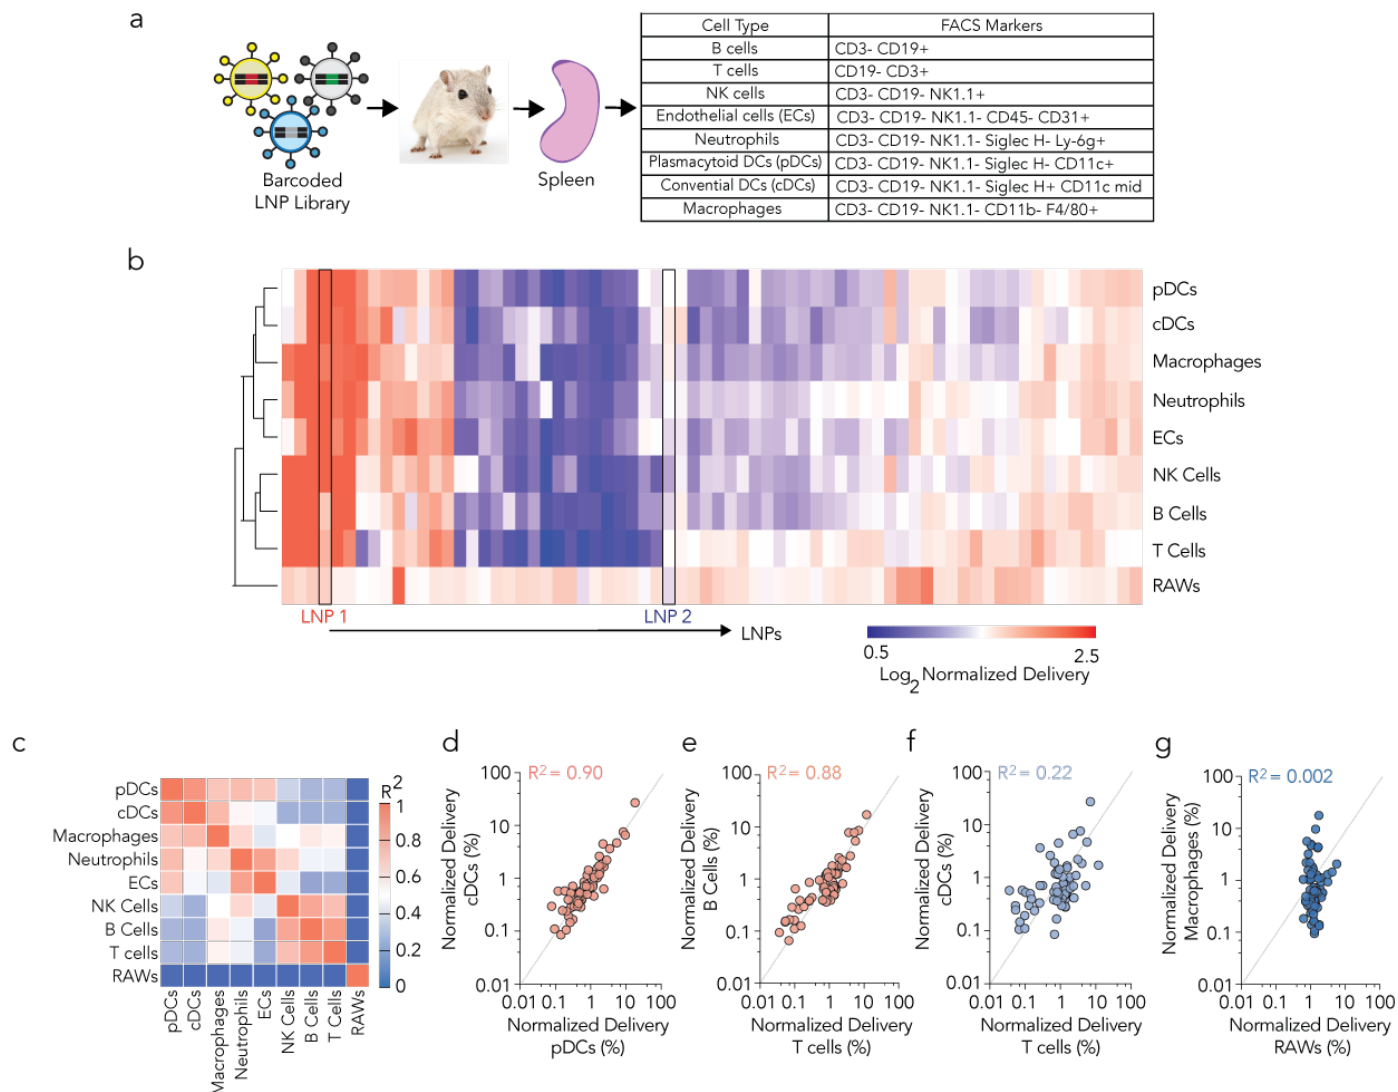 a
Cell Type FACS Markers
B cells CD3- CD19+
T cells CD19- CD3+
NK cells CD3- CD19- NK1.1+
Endothelial cells (ECs) CD3- CD19- NK1.1- CD45- CD31+
Neutrophils CD3- CD19- NK1.1- Siglec H- Ly-6g+
Plasmacytoid DCs (pDCs) CD3- CD19- NK1.1- Siglec H- CD11c+
Convential DCs (cDCs) CD3- CD19- NK1.1- Siglec H+ CD11c mid
Macrophages CD3- CD19- NK1.1- CD11b- F4/80+
Barcoded
LNP Library
Spleen
b
pDCs
cDCs
Macrophages
Neutrophils
ECs
NK Cells
B Cells
T Cells
RAWs
LNP 1
LNP 2
LNPs
0.5 2.5
Log2 Normalized Delivery
c
R2
pDCs
cDCs
Macrophages
Neutrophils
ECs
NK Cells
B Cells
T cells
RAWs
1
0.8
0.6
0.4
0.2
0
pDCs
cDCs
Macrophages
Neutrophils
ECs
NK Cells
B Cells
T Cells
RAWs
d
R2 = 0.90
Normalized Delivery
cDCs (%)
100
10
1
0.1
0.01
0.01 0.1 1 10 100
Normalized Delivery
pDCs (%)
e
R2 = 0.88
Normalized Delivery
B Cells (%)
100
10
1
0.1
0.01
0.01 0.1 1 10 100
Normalized Delivery
T cells (%)
f
R2 = 0.22
Normalized Delivery
cDCs (%)
100
10
1
0.1
0.01
0.01 0.1 1 10 100
Normalized Delivery
T cells (%)
g
R2 = 0.002
Normalized Delivery
Macrophages (%)
100
10
1
0.1
0.01
0.01 0.1 1 10 100
Normalized Delivery
RAWs (%)